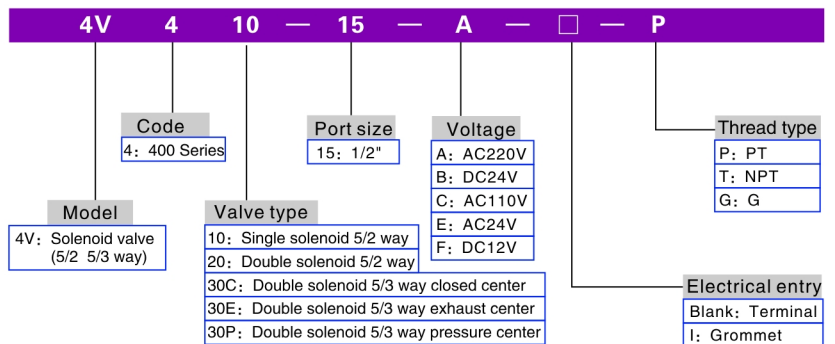 4V 4 10 — 15 — A — □ — P
Code
4: 400 Series
Port size
15: 1/2"
Voltage
A: AC220V
B: DC24V
C: AC110V
E: AC24V
F: DC12V
Thread type
P: PT
T: NPT
G: G
Model
4V: Solenoid valve
(5/2 5/3 way)
Valve type
10: Single solenoid 5/2 way
20: Double solenoid 5/2 way
30C: Double solenoid 5/3 way closed center
30E: Double solenoid 5/3 way exhaust center
30P: Double solenoid 5/3 way pressure center
Electrical entry
Blank: Terminal
I: Grommet